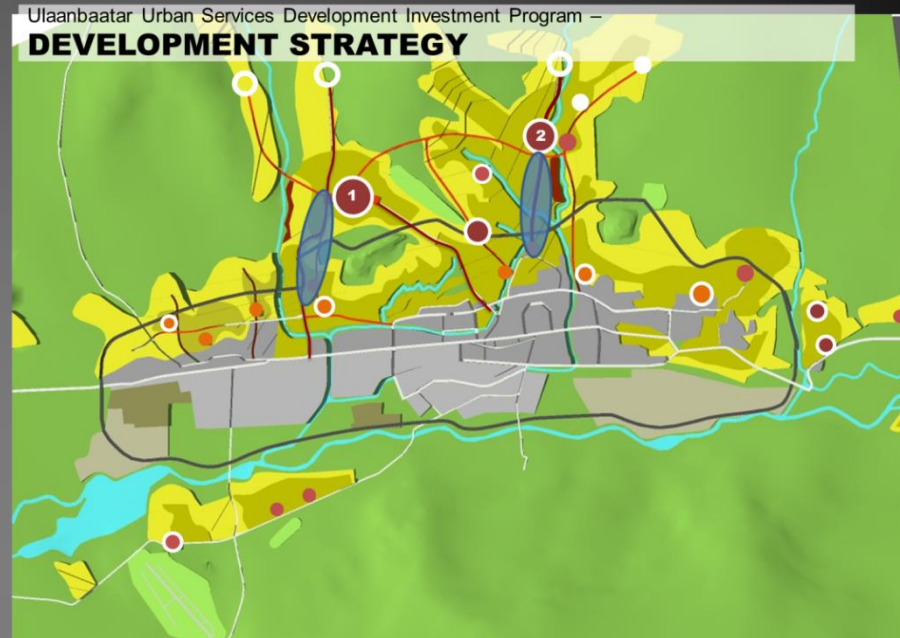 Ulaanbaatar Urban Services Development Investment Program –
DEVELOPMENT STRATEGY
2
1